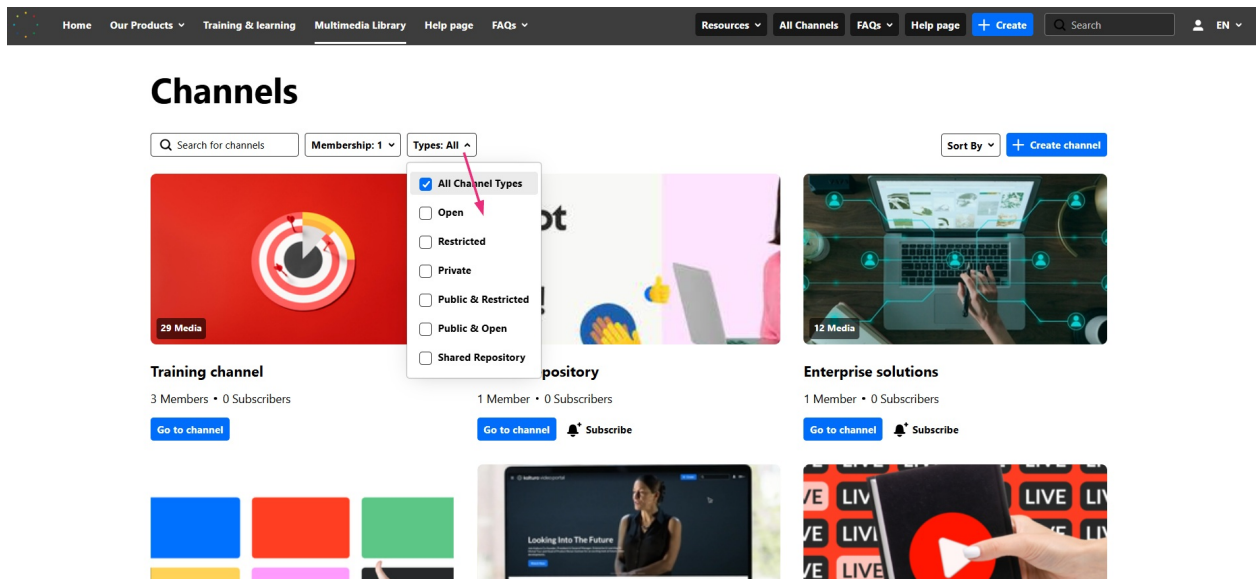 Home Our Products Training & learning Multimedia Library Help page FAQs Resources All Channels FAQs Help page + Create Search EN
Channels
Search for channels Membership: 1 Types: All Sort By + Create channel
All Channel Types
Open
Restricted
Private
Public & Restricted
Public & Open
Shared Repository
ot
!
29 Media
12 Media
Training channel
pository
Enterprise solutions
3 Members • 0 Subscribers
1 Member • 0 Subscribers
1 Member • 0 Subscribers
Go to channel
Go to channel Subscribe
Go to channel Subscribe
Looking Into The Future
LIVE LIV
LIVE